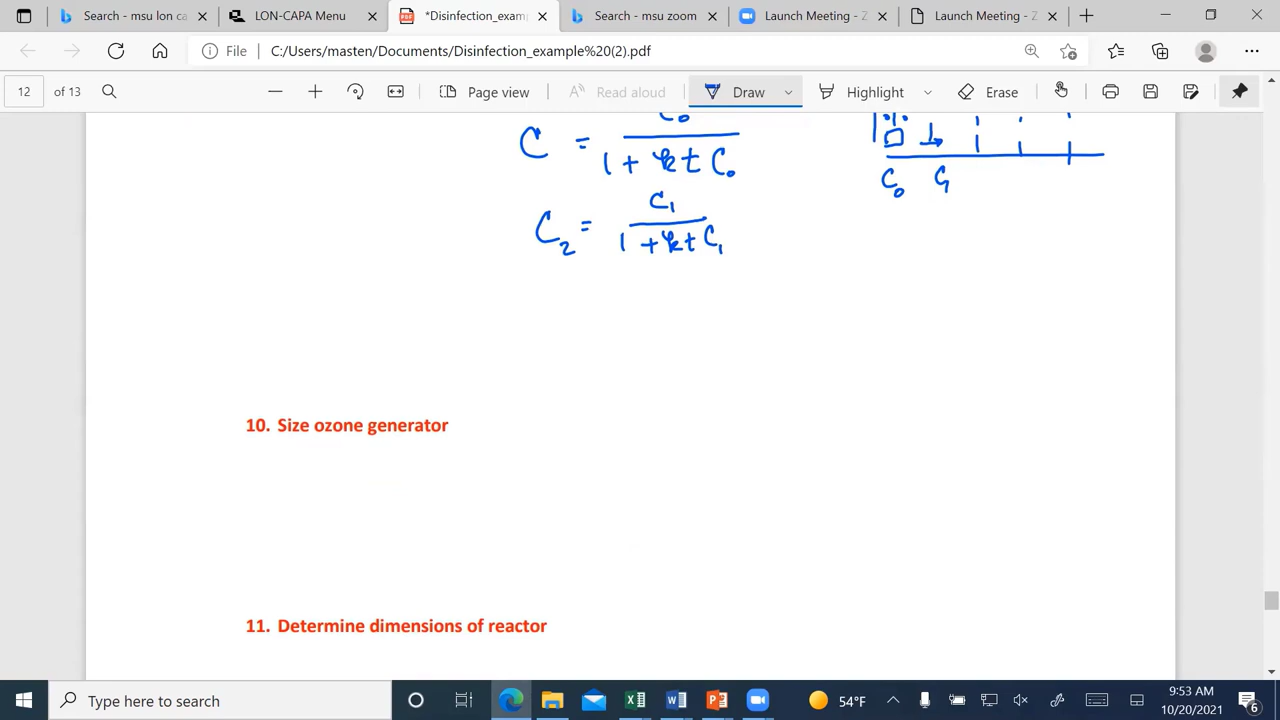 Search - msu lon ca
LON-CAPA Menu
*Disinfection_exam
Search - msu zoom
Launch Meeting - Z
Launch Meeting - Z
File
C:/Users/masten/Documents/Disinfection_example%20(2).pdf
12 of 13
Page view
Read aloud
Draw
Highlight
Erase
C = C₀
1 + k t C₀
C₂ = C₁
1 + k t C₁
C₀ C₁
10. Size ozone generator
11. Determine dimensions of reactor
Type here to search
54°F
9:53 AM
10/20/2021
6